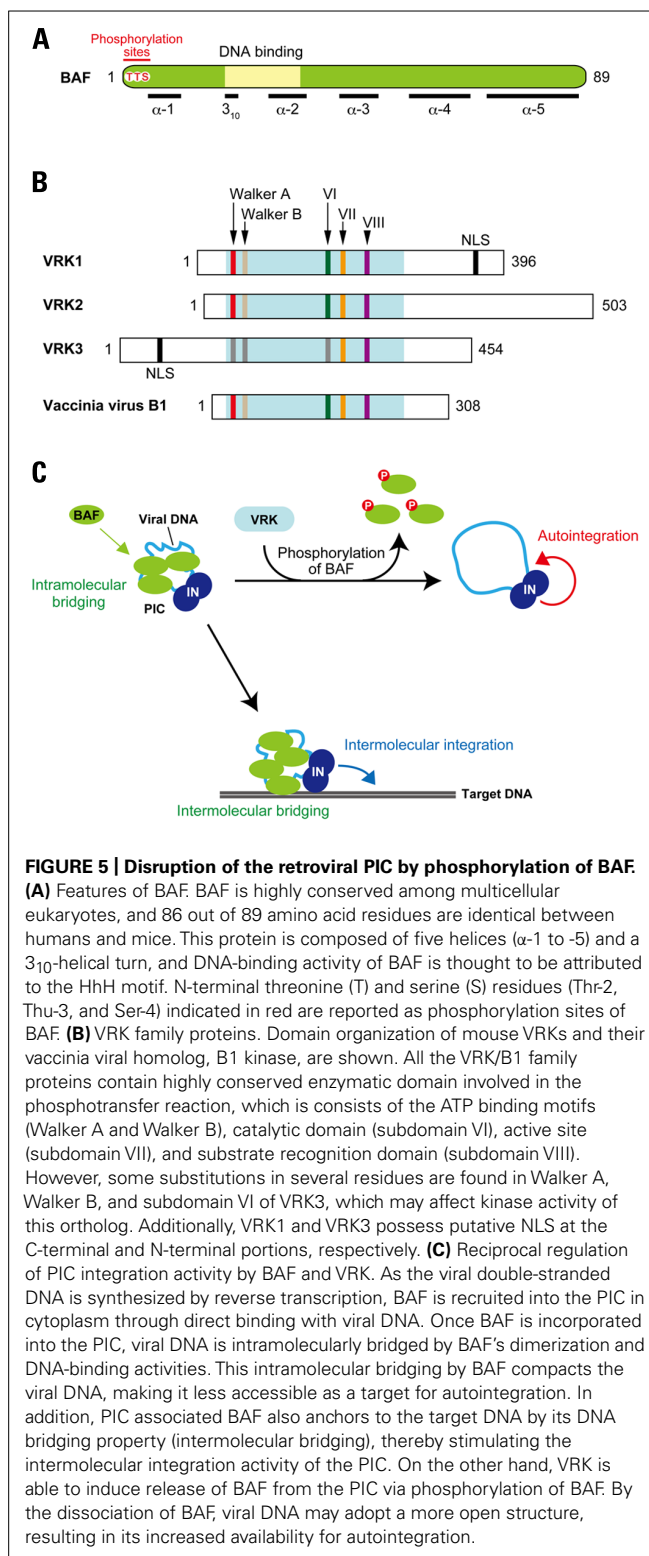 A
Phosphorylation
sites
DNA binding
BAF 1 TTS 89
α-1 3₁₀ α-2 α-3 α-4 α-5
B
Walker A
Walker B
VI
VII
VIII
NLS
VRK1 1 396
VRK2 1 503
VRK3 1 454
NLS
Vaccinia virus B1 1 308
C
BAF
Viral DNA
VRK
P
P P
Intramolecular
bridging
PIC
IN
Phosphorylation
of BAF
Autointegration
IN
Intermolecular integration
IN
Target DNA
Intermolecular bridging
FIGURE 5 | Disruption of the retroviral PIC by phosphorylation of BAF.
(A) Features of BAF. BAF is highly conserved among multicellular
eukaryotes, and 86 out of 89 amino acid residues are identical between
humans and mice. This protein is composed of five helices (α-1 to -5) and a
3₁₀-helical turn, and DNA-binding activity of BAF is thought to be attributed
to the HhH motif. N-terminal threonine (T) and serine (S) residues (Thr-2,
Thu-3, and Ser-4) indicated in red are reported as phosphorylation sites of
BAF. (B) VRK family proteins. Domain organization of mouse VRKs and their
vaccinia viral homolog, B1 kinase, are shown. All the VRK/B1 family
proteins contain highly conserved enzymatic domain involved in the
phosphotransfer reaction, which is consists of the ATP binding motifs
(Walker A and Walker B), catalytic domain (subdomain VI), active site
(subdomain VII), and substrate recognition domain (subdomain VIII).
However, some substitutions in several residues are found in Walker A,
Walker B, and subdomain VI of VRK3, which may affect kinase activity of
this ortholog. Additionally, VRK1 and VRK3 possess putative NLS at the
C-terminal and N-terminal portions, respectively. (C) Reciprocal regulation
of PIC integration activity by BAF and VRK. As the viral double-stranded
DNA is synthesized by reverse transcription, BAF is recruited into the PIC in
cytoplasm through direct binding with viral DNA. Once BAF is incorporated
into the PIC, viral DNA is intramolecularly bridged by BAF's dimerization and
DNA-binding activities. This intramolecular bridging by BAF compacts the
viral DNA, making it less accessible as a target for autointegration. In
addition, PIC associated BAF also anchors to the target DNA by its DNA
bridging property (intermolecular bridging), thereby stimulating the
intermolecular integration activity of the PIC. On the other hand, VRK is
able to induce release of BAF from the PIC via phosphorylation of BAF. By
the dissociation of BAF, viral DNA may adopt a more open structure,
resulting in its increased availability for autointegration.